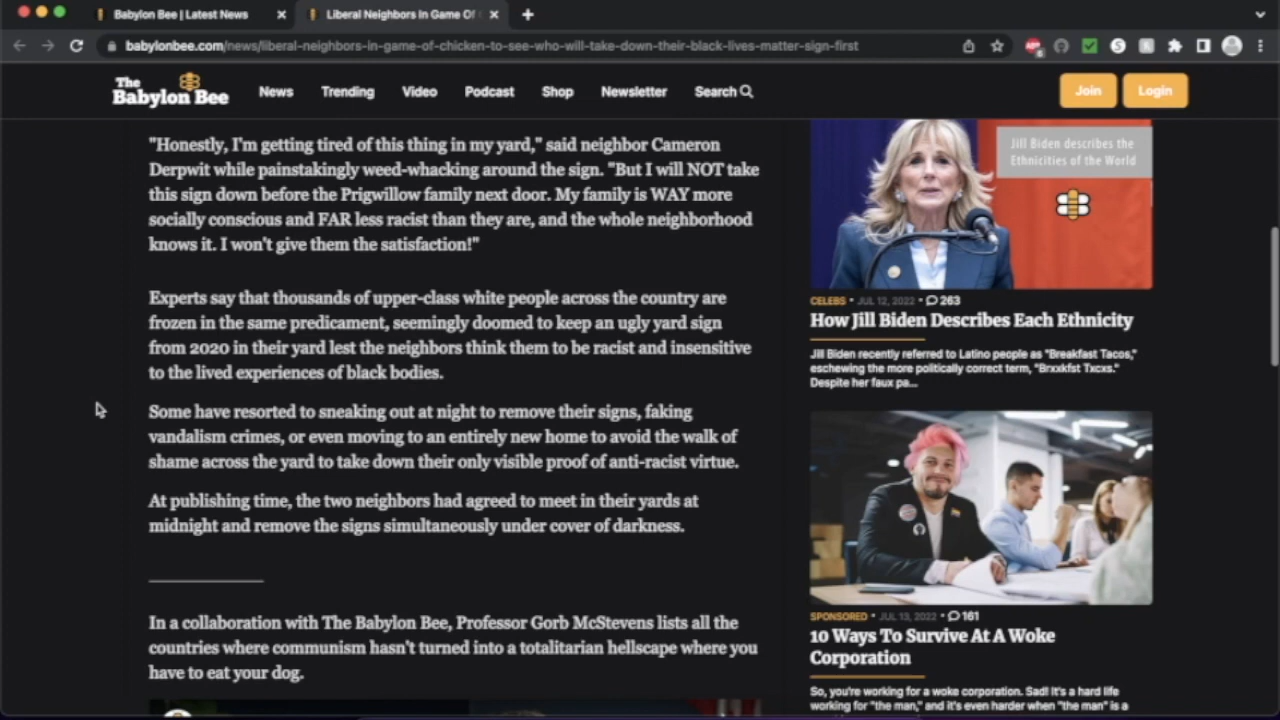 Babylon Bee | Latest News
Liberal Neighbors In Game Of
babylonbee.com/news/liberal-neighbors-in-game-of-chicken-to-see-who-will-take-down-their-black-lives-matter-sign-first
The
Babylon Bee
News
Trending
Video
Podcast
Shop
Newsletter
Search
Join
Login
"Honestly, I'm getting tired of this thing in my yard," said neighbor Cameron
Derpwit while painstakingly weed-whacking around the sign. "But I will NOT take
this sign down before the Prigwillow family next door. My family is WAY more
socially conscious and FAR less racist than they are, and the whole neighborhood
knows it. I won't give them the satisfaction!"
Experts say that thousands of upper-class white people across the country are
frozen in the same predicament, seemingly doomed to keep an ugly yard sign
from 2020 in their yard lest the neighbors think them to be racist and insensitive
to the lived experiences of black bodies.
Some have resorted to sneaking out at night to remove their signs, faking
vandalism crimes, or even moving to an entirely new home to avoid the walk of
shame across the yard to take down their only visible proof of anti-racist virtue.
At publishing time, the two neighbors had agreed to meet in their yards at
midnight and remove the signs simultaneously under cover of darkness.
In a collaboration with The Babylon Bee, Professor Gorb McStevens lists all the
countries where communism hasn't turned into a totalitarian hellscape where you
have to eat your dog.
Jill Biden describes the
Ethnicities of the World
CELEBS • JUL 12, 2022 • 263
How Jill Biden Describes Each Ethnicity
Jill Biden recently referred to Latino people as "Breakfast Tacos,"
eschewing the more politically correct term, "Brxxkfst Txcxs."
Despite her faux pa...
SPONSORED • JUL 13, 2022 • 161
10 Ways To Survive At A Woke
Corporation
So, you're working for a woke corporation. Sad! It's a hard life
working for "the man," and it's even harder when "the man" is a